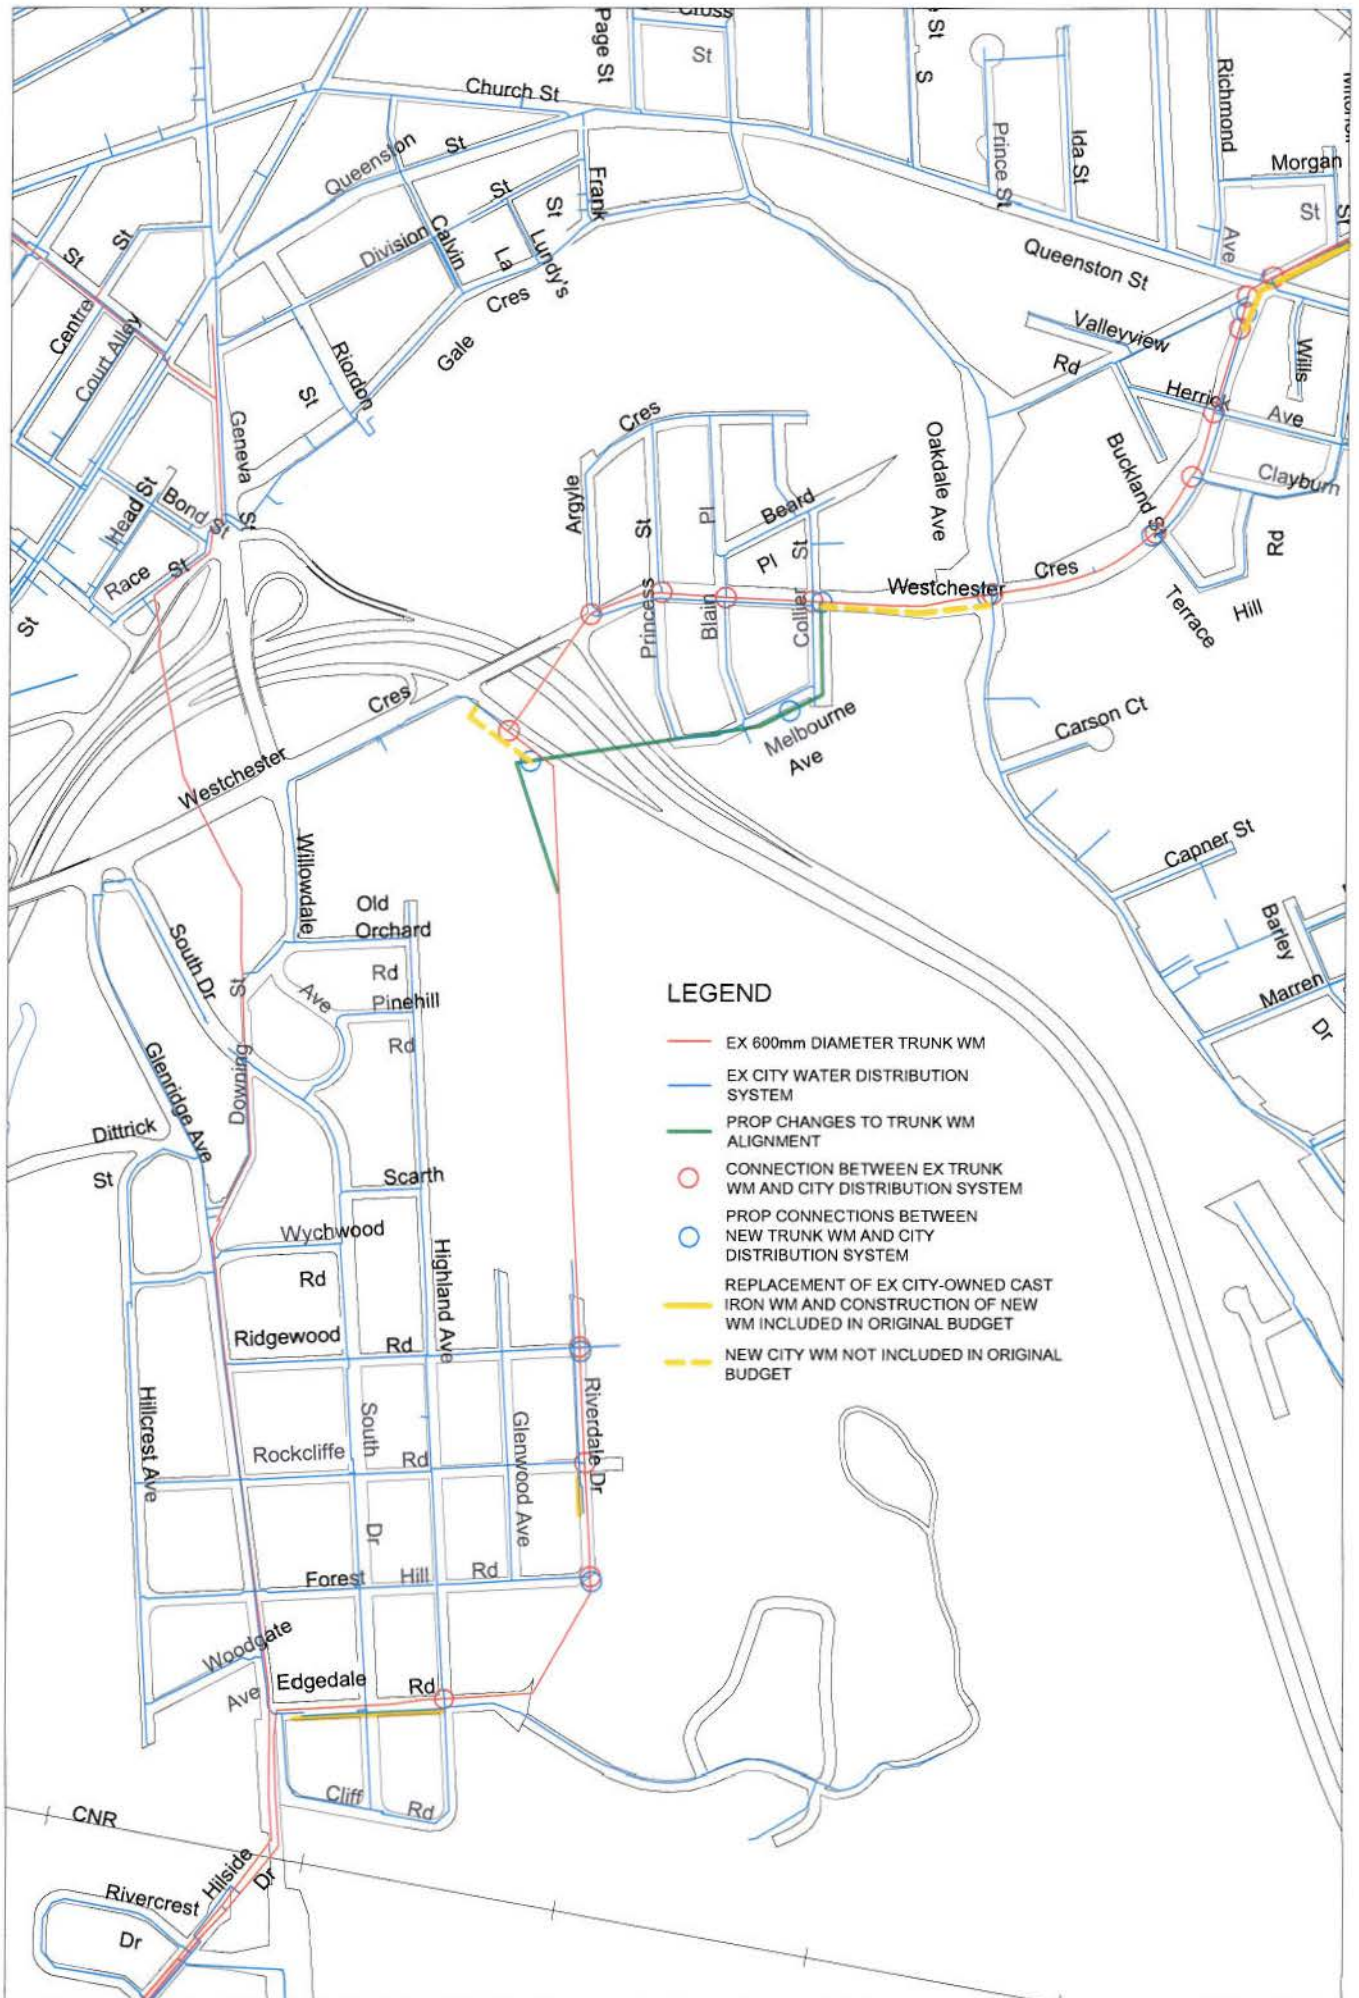 Page St
Cross
St
St
S
Church St
Richmond
Prince St
Ida St
Morgan
St
St
Queenston
St
St
Frank
St
Division
Calvin
La
Lundy's
Cres
Ave
Queenston St
St
St
Centre
Court Alley
Riordon
St
Gale
Valleyview
Rd
Wills
Herrick
Ave
Geneva
St
Cres
Argyle
St
Pl
Beard
Pl
St
Oakdale Ave
Buckland St
Clayburn
Rd
Head St
Bond St
Race
St
St
Westchester
Cres
Terrace
Hill
Princess
Blain
Collier
Cres
Westchester
Melbourne
Ave
Carson Ct
Willowdale
Capner St
Old
Orchard
Rd
Barley
South Dr
St
Ave
Pinehill
Rd
Marren
Dr
Glenridge Ave
Downing
Dittrick
St
Scarth
Wychwood
Rd
Highland Ave
LEGEND
EX 600mm DIAMETER TRUNK WM
EX CITY WATER DISTRIBUTION
SYSTEM
PROP CHANGES TO TRUNK WM
ALIGNMENT
CONNECTION BETWEEN EX TRUNK
WM AND CITY DISTRIBUTION SYSTEM
PROP CONNECTIONS BETWEEN
NEW TRUNK WM AND CITY
DISTRIBUTION SYSTEM
REPLACEMENT OF EX CITY-OWNED CAST
IRON WM AND CONSTRUCTION OF NEW
WM INCLUDED IN ORIGINAL BUDGET
NEW CITY WM NOT INCLUDED IN ORIGINAL
BUDGET
Ridgewood
Rd
Hillcrest Ave
South
Dr
Glenwood Ave
Riverdale Dr
Rockcliffe
Rd
Forest
Hill
Rd
Woodgate
Ave
Edgedale
Rd
Cliff
Rd
CNR
Hilside
Dr
Rivercrest
Dr